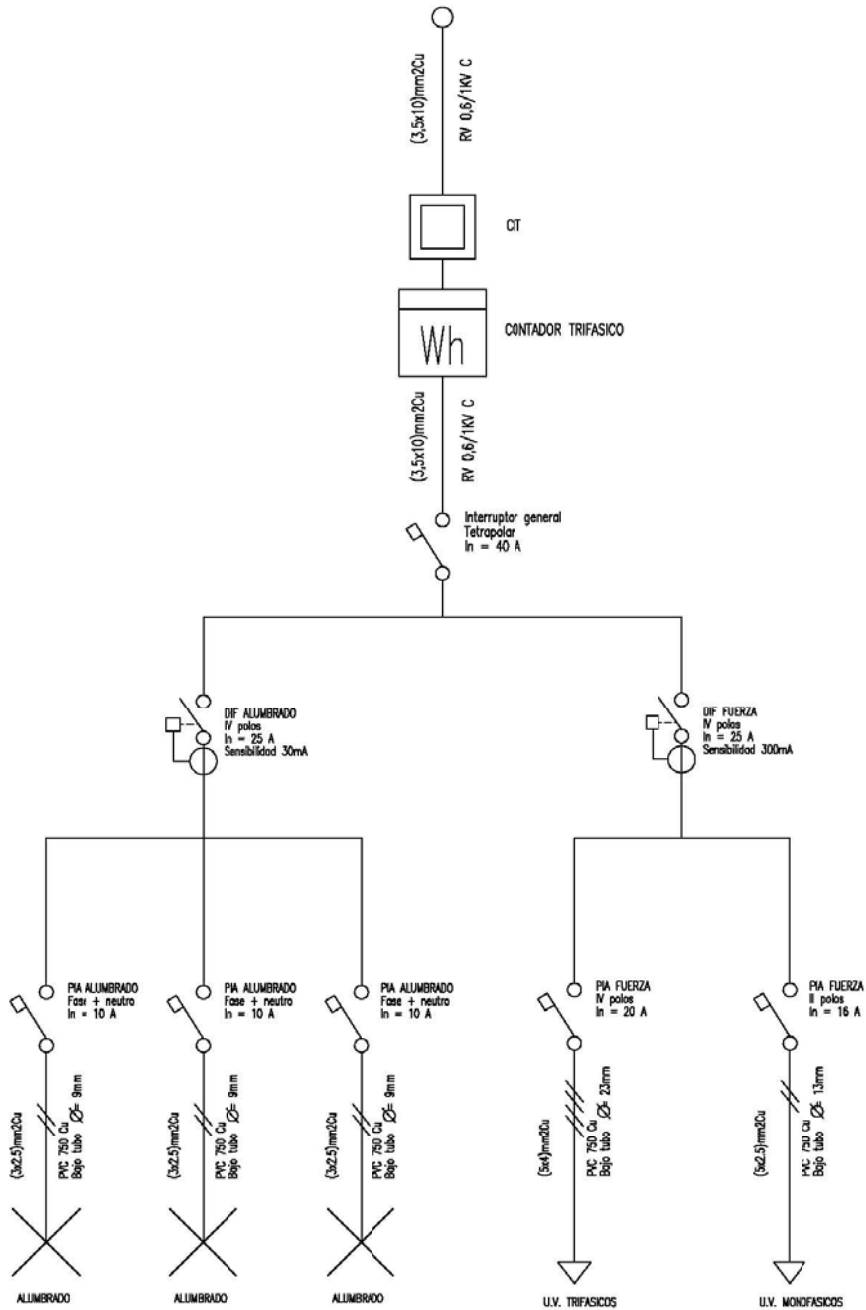 (3,5x10)mm2Cu
RV 0,6/1KV C
CIT
CONTADOR TRIFASICO
Wh
(3,5x10)mm2Cu
RV 0,6/1KV C
Interruptor general
Tetrapolar
In = 40 A
DIF ALUMBRADO
IV polos
In = 25 A
Sensibilidad 30mA
DIF FUERZA
IV polos
In = 25 A
Sensibilidad 300mA
PIA ALUMBRADO
Fase + neutro
In = 10 A
PIA ALUMBRADO
Fase + neutro
In = 10 A
PIA ALUMBRADO
Fase + neutro
In = 10 A
PIA FUERZA
IV polos
In = 20 A
PIA FUERZA
II polos
In = 16 A
(3x2.5)mm2Cu
PVC 750 Cu
Bajo tubo Ø= 9mm
(3x2.5)mm2Cu
PVC 750 Cu
Bajo tubo Ø= 9mm
(3x2.5)mm2Cu
PVC 750 Cu
Bajo tubo Ø= 9mm
(5x4)mm2Cu
PVC 750 Cu
Bajo tubo Ø= 23mm
(5x2.5)mm2Cu
PVC 750 Cu
Bajo tubo Ø= 13mm
ALUMBRADO
ALUMBRADO
ALUMBRADO
U.V. TRIFASICOS
U.V. MONOFASICOS